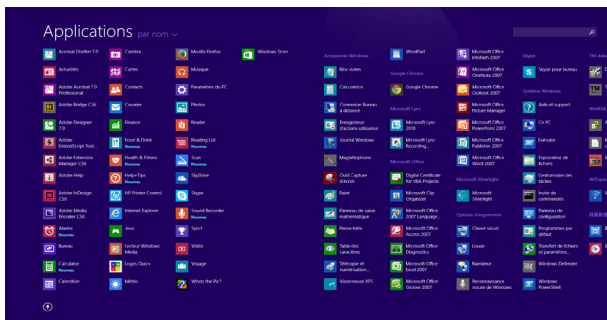 Applications par nom
Acrobat Distiller 7.0
Actualités
Adobe Acrobat 7.0
Professional
Adobe Bridge CS6
Adobe Designer
7.0
Adobe
ExtendScript Tool...
Adobe Extension
Manager CS6
Adobe Help
Adobe InDesign
CS6
Adobe Media
Encoder CS6
Alarms
Nouveau
Bureau
Calculator
Nouveau
Calendrier
Caméra
Cartes
Contacts
Courrier
Finance
Food & Drink
Nouveau
Health & Fitness
Nouveau
Help+Tips
Nouveau
HP Printer Control
Internet Explorer
Jeux
Lecteur Windows
Media
Logos Quiz+
Météo
Mozilla Firefox
Musique
Paramètres du PC
Photos
Reader
Reading List
Nouveau
Scan
Nouveau
SkyDrive
Skype
Sound Recorder
Nouveau
Sport
Vidéo
Voyage
Whats the Pic?
Windows Store
Accessoires Windows
Bloc-notes
Calculatrice
Connexion Bureau
à distance
Enregistreur
d'actions utilisateur
Journal Windows
Magnétophone
Outil Capture
d'écran
Paint
Panneau de saisie
mathématique
Pense-bête
Table des
caractères
Télécopie et
numérisation...
Visionneuse XPS
WordPad
Google Chrome
Google Chrome
Microsoft Lync
Microsoft Lync
2010
Microsoft Lync
Recording...
Microsoft Office
Digital Certificate
for VBA Projects
Microsoft Clip
Organizer
Microsoft Office
2007 Language...
Microsoft Office
Access 2007
Microsoft Office
Diagnostics
Microsoft Office
Excel 2007
Microsoft Office
Groove 2007
Microsoft Office
InfoPath 2007
Microsoft Office
OneNote 2007
Microsoft Office
Outlook 2007
Microsoft Office
Picture Manager
Microsoft Office
PowerPoint 2007
Microsoft Office
Publisher 2007
Microsoft Office
Word 2007
Microsoft Silverlight
Microsoft
Silverlight
Options d'ergonomie
Clavier visuel
Loupe
Narrateur
Reconnaissance
vocale de Windows
Skype
Skype pour bureau
Système Windows
Aide et support
Ce PC
Exécuter
Explorateur de
fichiers
Gestionnaire des
tâches
Invite de
commandes
Panneau de
configuration
Programmes par
défaut
Transfert de fichiers
et paramètres...
Windows Defender
Windows
PowerShell